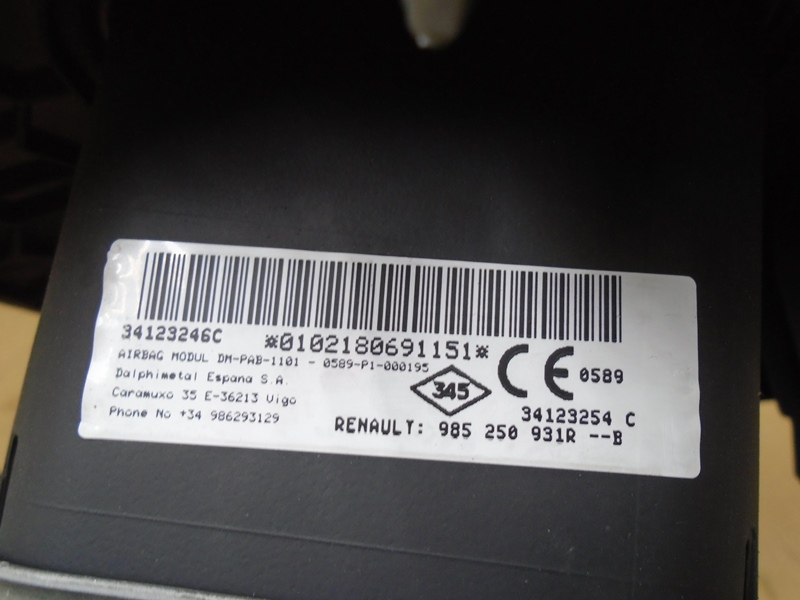 34123246C
*0102180691151*
AIRBAG MODUL DM-PAB-1101 - 0589-P1-000195
Dalphimetal Espana S.A.
Caramuxo 35 E-36213 Vigo
Phone No +34 986293129
345
CE 0589
34123254 C
RENAULT: 985 250 931R --B